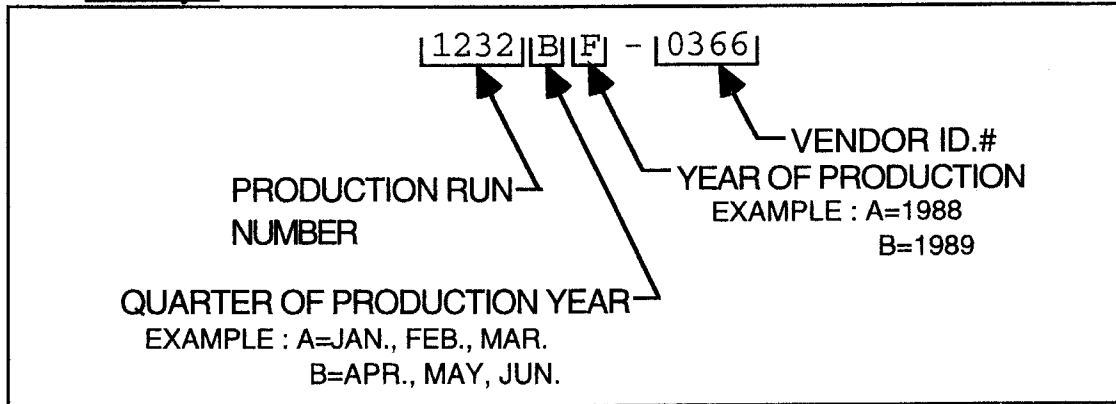 1232 B F - 0366
VENDOR ID.#
YEAR OF PRODUCTION
EXAMPLE : A=1988
B=1989
PRODUCTION RUN
NUMBER
QUARTER OF PRODUCTION YEAR
EXAMPLE : A=JAN., FEB., MAR.
B=APR., MAY, JUN.